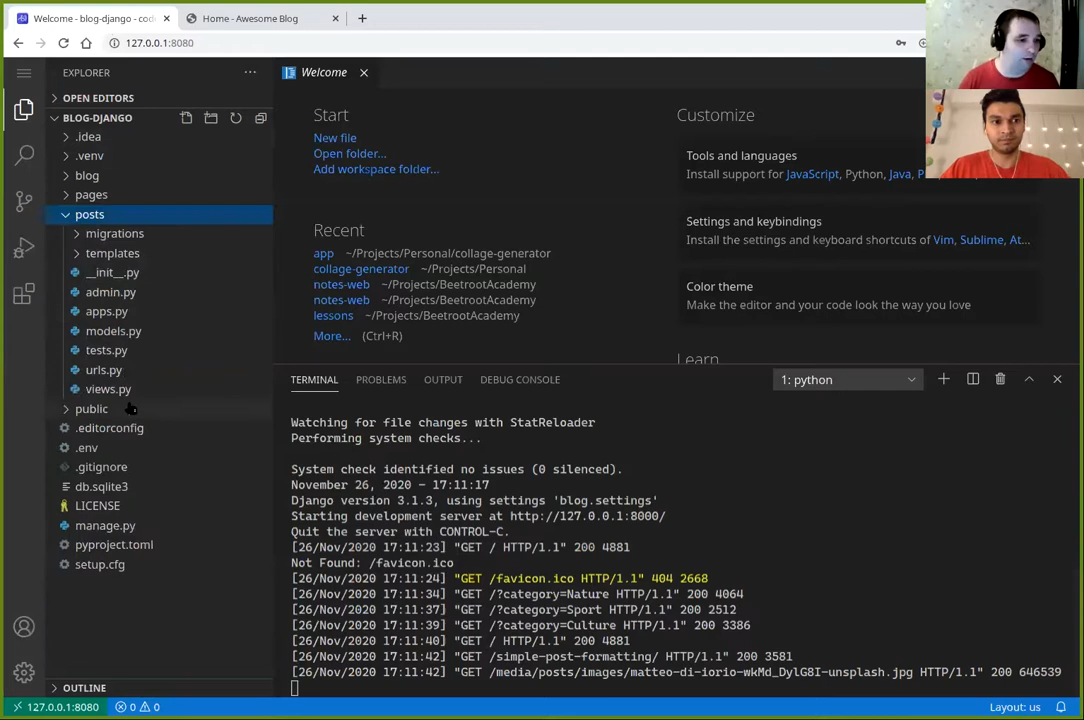 Welcome - blog-django - cod
Home - Awesome Blog
127.0.0.1:8080
EXPLORER
Welcome
OPEN EDITORS
BLOG-DJANGO
.idea
.venv
blog
pages
posts
migrations
templates
__init__.py
admin.py
apps.py
models.py
tests.py
urls.py
views.py
public
.editorconfig
.env
.gitignore
db.sqlite3
LICENSE
manage.py
pyproject.toml
setup.cfg
OUTLINE
Start
New file
Open folder...
Add workspace folder...
Recent
app ~/Projects/Personal/collage-generator
collage-generator ~/Projects/Personal
notes-web ~/Projects/BeetrootAcademy
notes-web ~/Projects/BeetrootAcademy
lessons ~/Projects/BeetrootAcademy
More... (Ctrl+R)
Customize
Tools and languages
Install support for JavaScript, Python, Java, P
Settings and keybindings
Install the settings and keyboard shortcuts of Vim, Sublime, At...
Color theme
Make the editor and your code look the way you love
Learn
TERMINAL PROBLEMS OUTPUT DEBUG CONSOLE
1: python
Watching for file changes with StatReloader
Performing system checks...
System check identified no issues (0 silenced).
November 26, 2020 - 17:11:17
Django version 3.1.3, using settings 'blog.settings'
Starting development server at http://127.0.0.1:8000/
Quit the server with CONTROL-C.
[26/Nov/2020 17:11:23] "GET / HTTP/1.1" 200 4881
Not Found: /favicon.ico
[26/Nov/2020 17:11:24] "GET /favicon.ico HTTP/1.1" 404 2668
[26/Nov/2020 17:11:34] "GET /?category=Nature HTTP/1.1" 200 4064
[26/Nov/2020 17:11:37] "GET /?category=Sport HTTP/1.1" 200 2512
[26/Nov/2020 17:11:39] "GET /?category=Culture HTTP/1.1" 200 3386
[26/Nov/2020 17:11:40] "GET / HTTP/1.1" 200 4881
[26/Nov/2020 17:11:42] "GET /simple-post-formatting/ HTTP/1.1" 200 3581
[26/Nov/2020 17:11:42] "GET /media/posts/images/matteo-di-iorio-wkMd_DylG8I-unsplash.jpg HTTP/1.1" 200 646539
127.0.0.1:8080
0 0
Layout: us